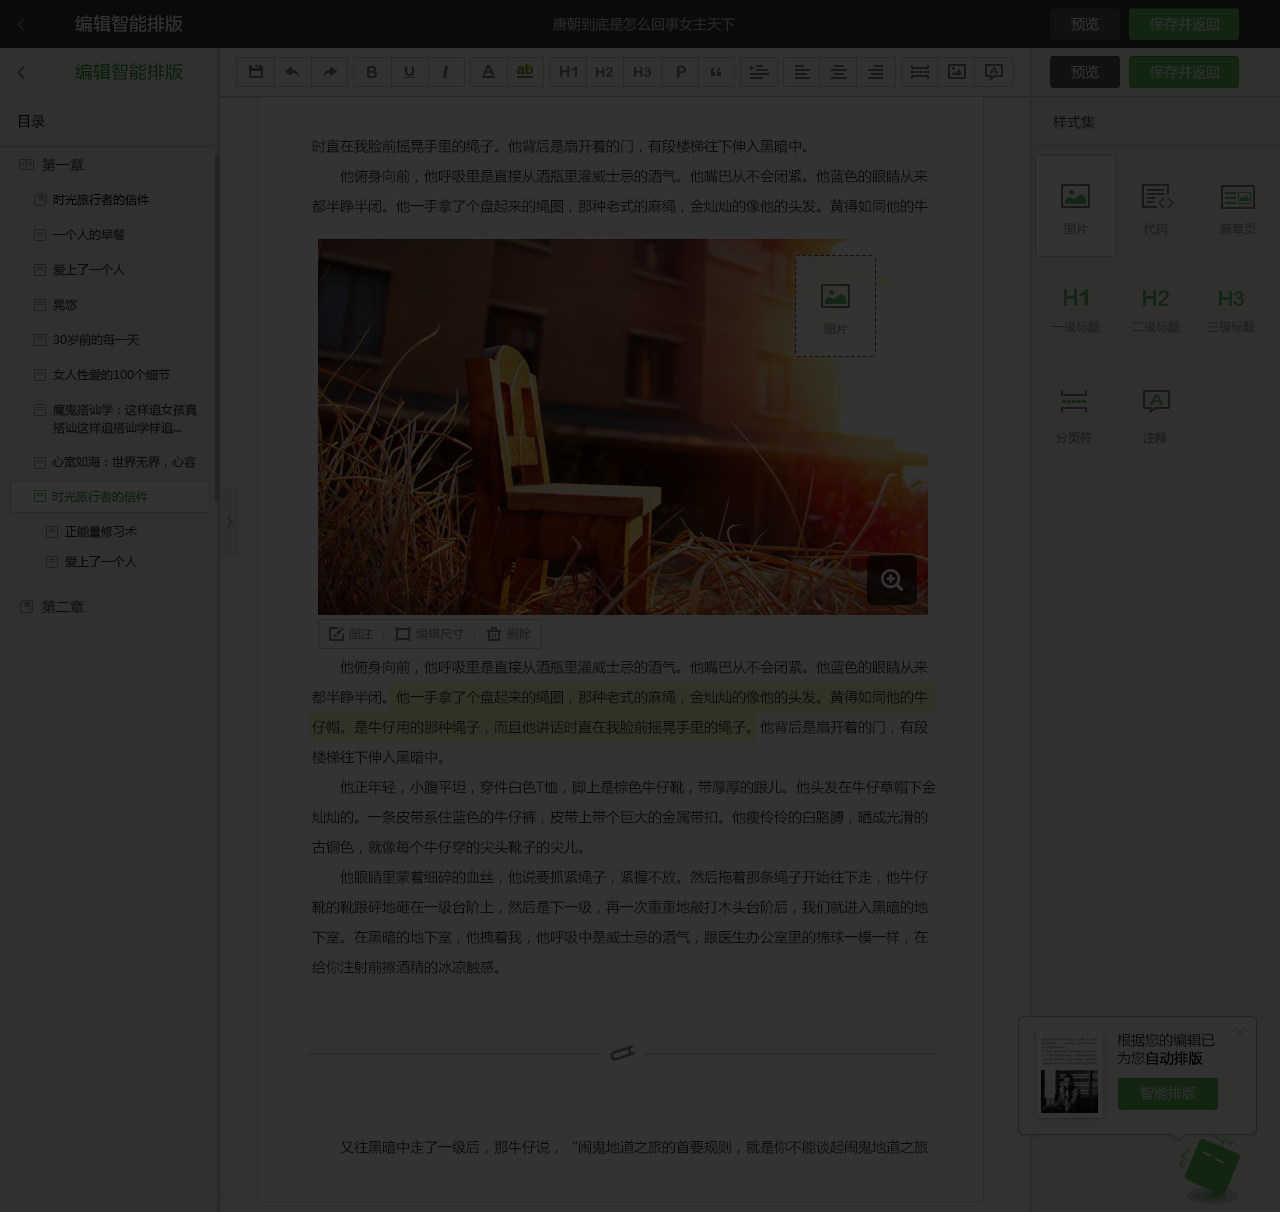 编辑智能排版
唐朝到底是怎么回事女主天下
预览
保存并返回
编辑智能排版
B U I A ab H1 H2 H3 P “
A
预览
保存并返回
目录
第一章
时光旅行者的信件
一个人的早餐
爱上了一个人
晃悠
30岁前的每一天
女人性爱的100个细节
魔鬼搭讪学：这样追女孩真
搭讪这样追搭讪学样追...
心宽如海：世界无界，心容
时光旅行者的信件
正能量修习术
爱上了一个人
第二章
时直在我脸前摇晃手里的绳子。他背后是扇开着的门，有段楼梯往下伸入黑暗中。
他俯身向前，他呼吸里是直接从酒瓶里灌威士忌的酒气。他嘴巴从不会闭紧。他蓝色的眼睛从来
都半睁半闭。他一手拿了个盘起来的绳圈，那种老式的麻绳，金灿灿的像他的头发。黄得如同他的牛
图片
图注
编辑尺寸
删除
他俯身向前，他呼吸里是直接从酒瓶里灌威士忌的酒气。他嘴巴从不会闭紧。他蓝色的眼睛从来
都半睁半闭。他一手拿了个盘起来的绳圈，那种老式的麻绳，金灿灿的像他的头发。黄得如同他的牛
仔帽。是牛仔用的那种绳子，而且他讲话时直在我脸前摇晃手里的绳子。他背后是扇开着的门，有段
楼梯往下伸入黑暗中。
他正年轻，小腹平坦，穿件白色T恤，脚上是棕色牛仔靴，带厚厚的跟儿。他头发在牛仔草帽下金
灿灿的。一条皮带系住蓝色的牛仔裤，皮带上带个巨大的金属带扣。他瘦伶伶的白胳膊，晒成光滑的
古铜色，就像每个牛仔穿的尖头靴子的尖儿。
他眼睛里蒙着细碎的血丝，他说要抓紧绳子，紧握不放。然后拖着那条绳子开始往下走，他牛仔
靴的靴跟砰地砸在一级台阶上，然后是下一级，再一次重重地敲打木头台阶后，我们就进入黑暗的地
下室。在黑暗的地下室，他拽着我，他呼吸中是威士忌的酒气，跟医生办公室里的棉球一模一样，在
给你注射前擦酒精的冰凉触感。
又往黑暗中走了一级后，那牛仔说，“闹鬼地道之旅的首要规则，就是你不能谈起闹鬼地道之旅
样式集
图片
代码
篇章页
H1 H2 H3
一级标题
二级标题
三级标题
A
分页符
注释
根据您的编辑已
为您自动排版
智能排版